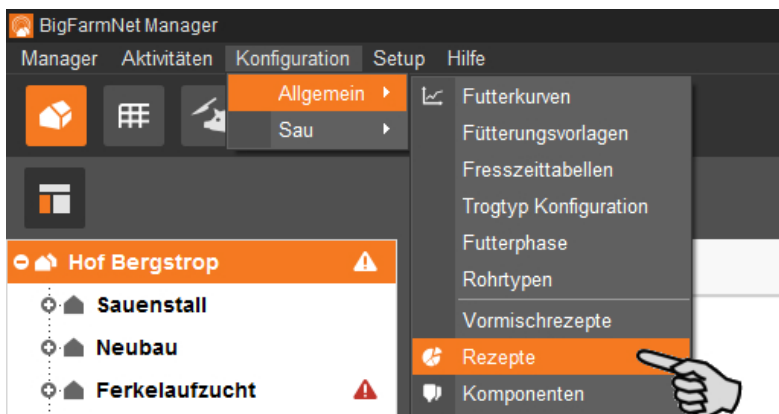 BigFarmNet Manager
Manager Aktivitäten Konfiguration Setup Hilfe
Allgemein
Sau
Futterkurven
Fütterungsvorlagen
Fresszeittabellen
Trogtyp Konfiguration
Futterphase
Rohrtypen
Vormischrezepte
Rezepte
Komponenten
Hof Bergstrop
Sauenstall
Neubau
Ferkelaufzucht